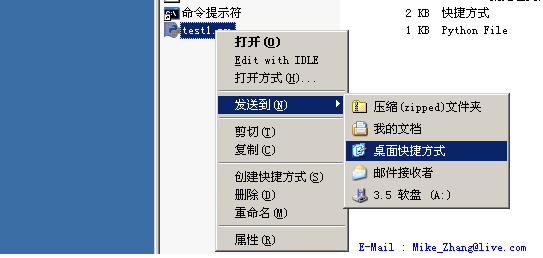 命令提示符
2 KB 快捷方式
test1.py
1 KB Python File
打开(O)
Edit with IDLE
打开方式(H)...
发送到(N)
剪切(T)
复制(C)
创建快捷方式(S)
删除(D)
重命名(M)
属性(R)
压缩(zipped)文件夹
我的文档
桌面快捷方式
邮件接收者
3.5 软盘 (A:)
E-Mail : Mike_Zhang@live.com